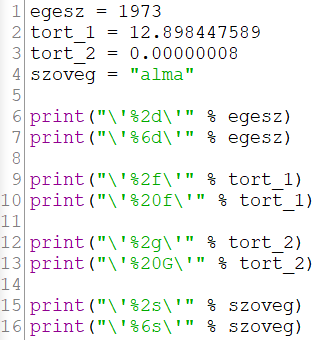 1 egesz = 1973
2 tort_1 = 12.898447589
3 tort_2 = 0.00000008
4 szoveg = "alma"
5
6 print("\'%2d\'" % egesz)
7 print("\'%6d\'" % egesz)
8
9 print("\'%2f\'" % tort_1)
10 print("\'%20f\'" % tort_1)
11
12 print("\'%2g\'" % tort_2)
13 print("\'%20G\'" % tort_2)
14
15 print("\'%2s\'" % szoveg)
16 print("\'%6s\'" % szoveg)